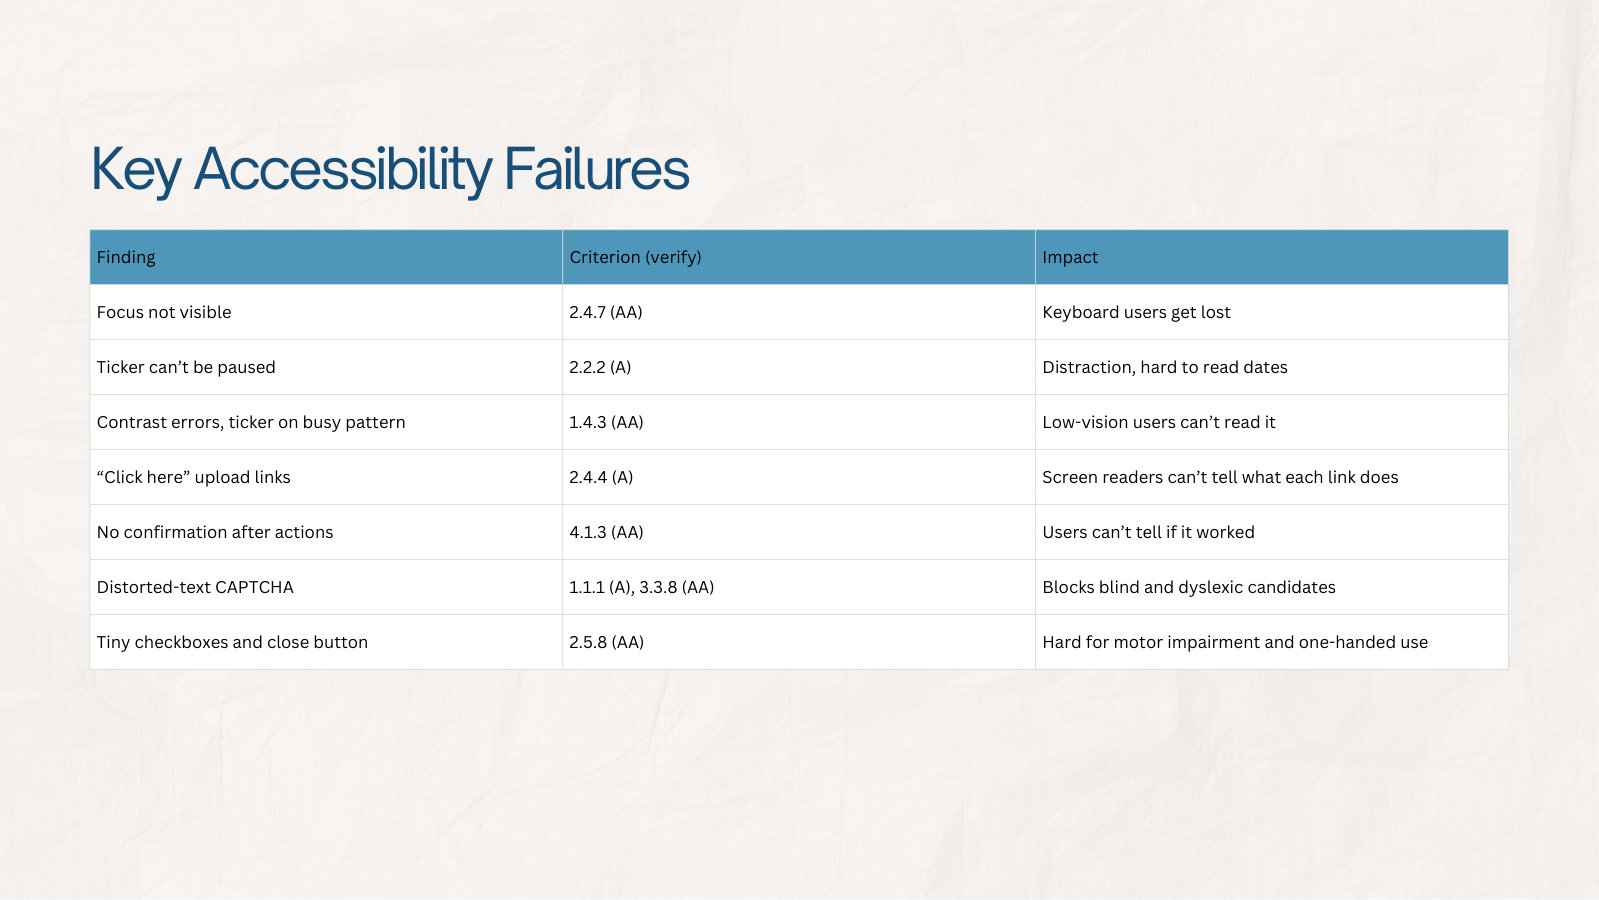 Key Accessibility Failures
Finding Criterion (verify) Impact
Focus not visible 2.4.7 (AA) Keyboard users get lost
Ticker can’t be paused 2.2.2 (A) Distraction, hard to read dates
Contrast errors, ticker on busy pattern 1.4.3 (AA) Low-vision users can’t read it
“Click here” upload links 2.4.4 (A) Screen readers can’t tell what each link does
No confirmation after actions 4.1.3 (AA) Users can’t tell if it worked
Distorted-text CAPTCHA 1.1.1 (A), 3.3.8 (AA) Blocks blind and dyslexic candidates
Tiny checkboxes and close button 2.5.8 (AA) Hard for motor impairment and one-handed use